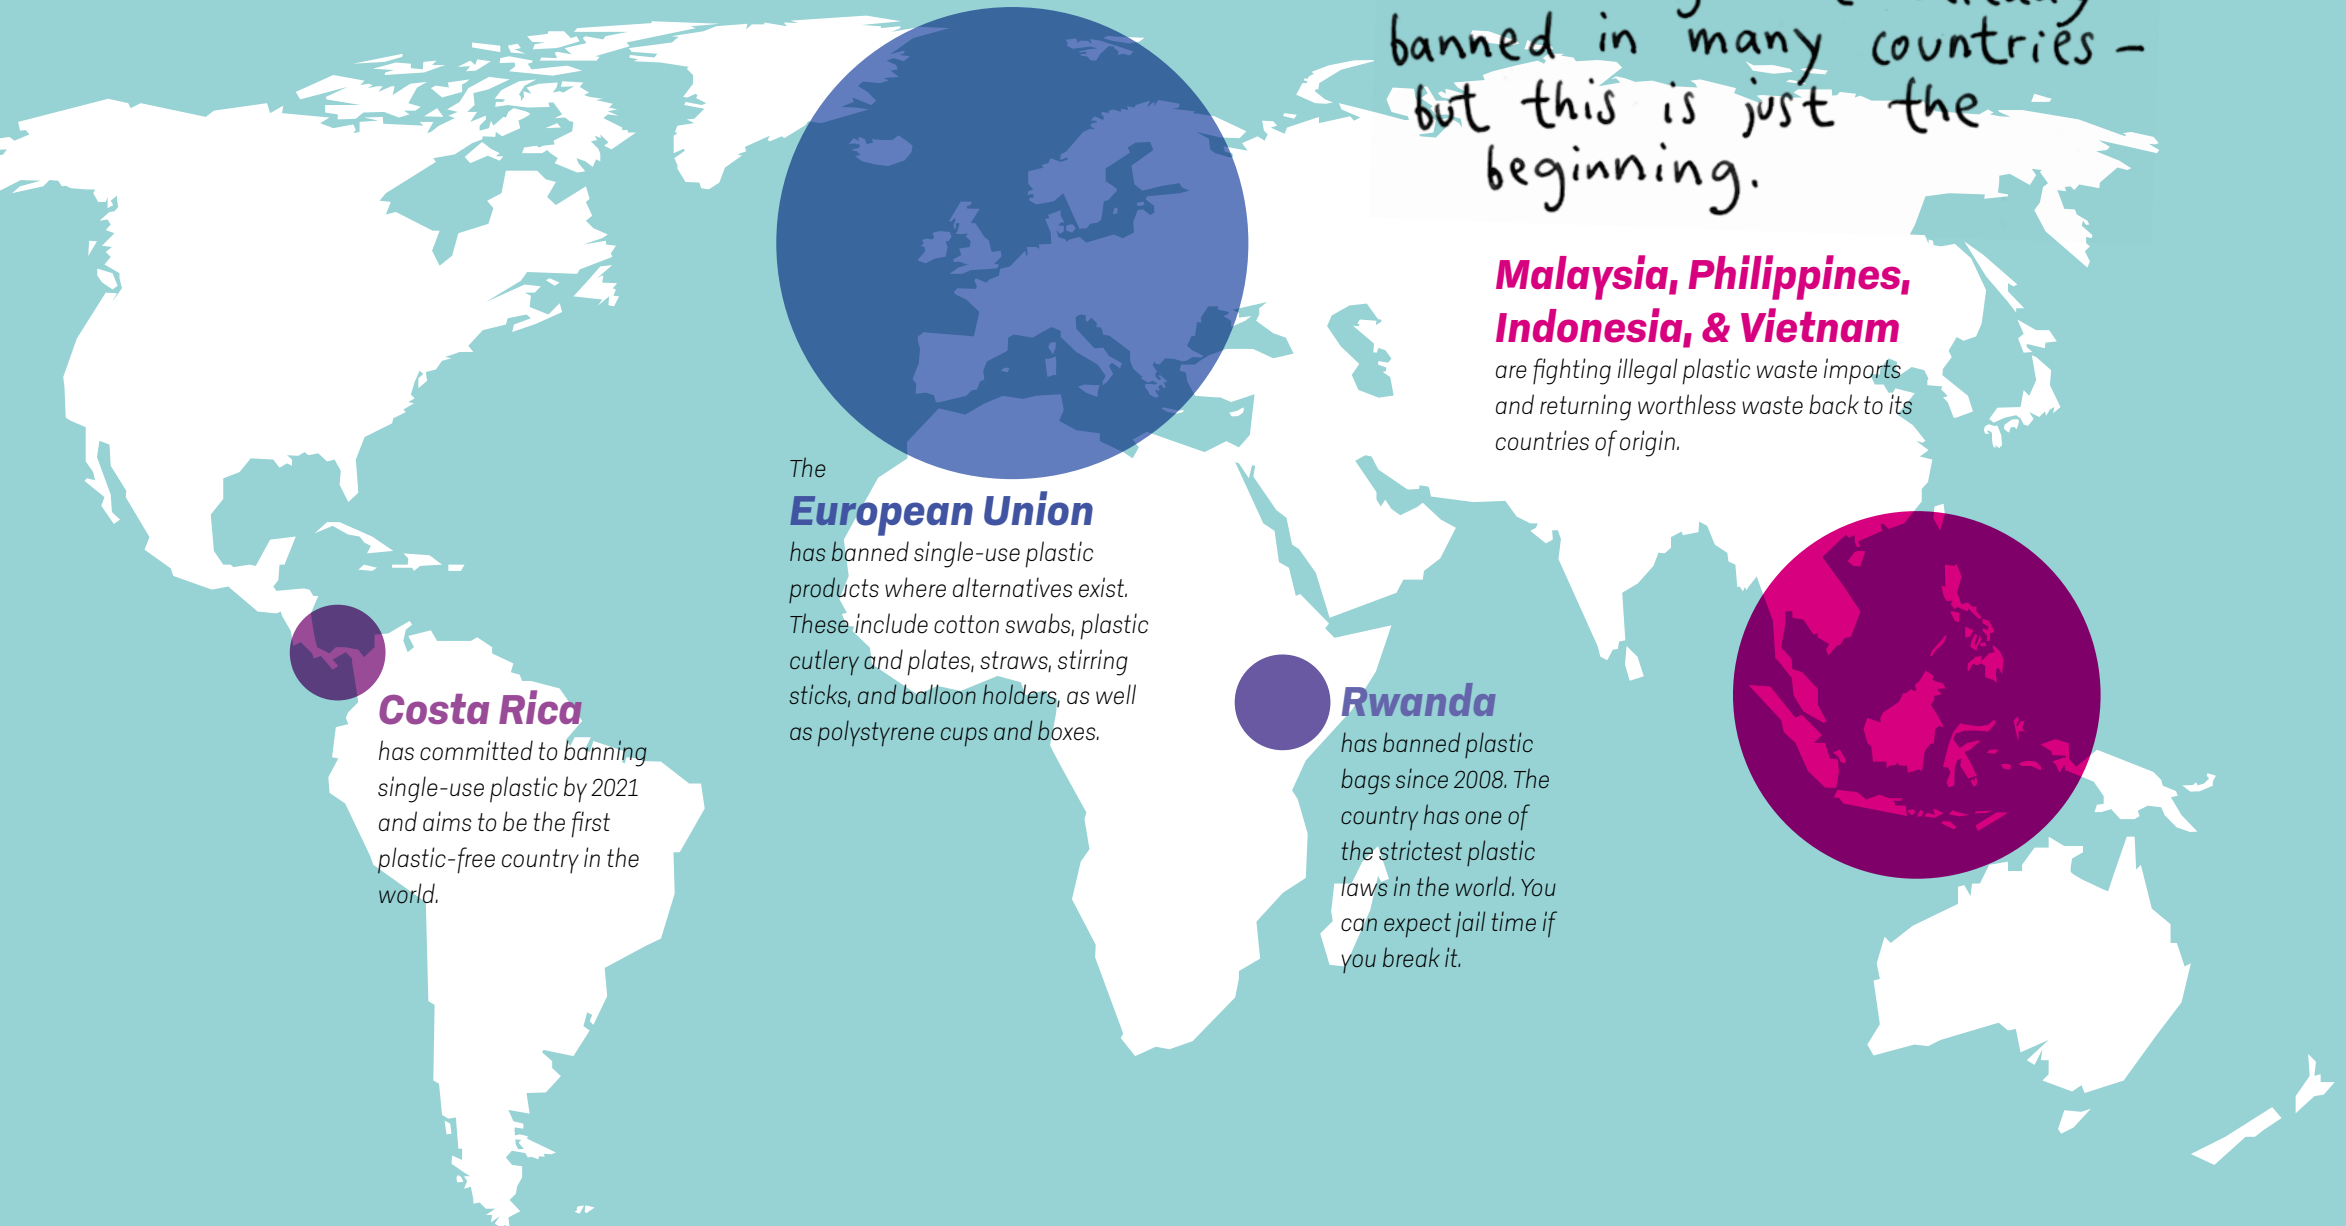 banned in many countries –
but this is just the
beginning.
Malaysia, Philippines,
Indonesia, & Vietnam
are fighting illegal plastic waste imports
and returning worthless waste back to its
countries of origin.
The
European Union
has banned single-use plastic
products where alternatives exist.
These include cotton swabs, plastic
cutlery and plates, straws, stirring
sticks, and balloon holders, as well
as polystyrene cups and boxes.
Costa Rica
has committed to banning
single-use plastic by 2021
and aims to be the first
plastic-free country in the
world.
Rwanda
has banned plastic
bags since 2008. The
country has one of
the strictest plastic
laws in the world. You
can expect jail time if
you break it.